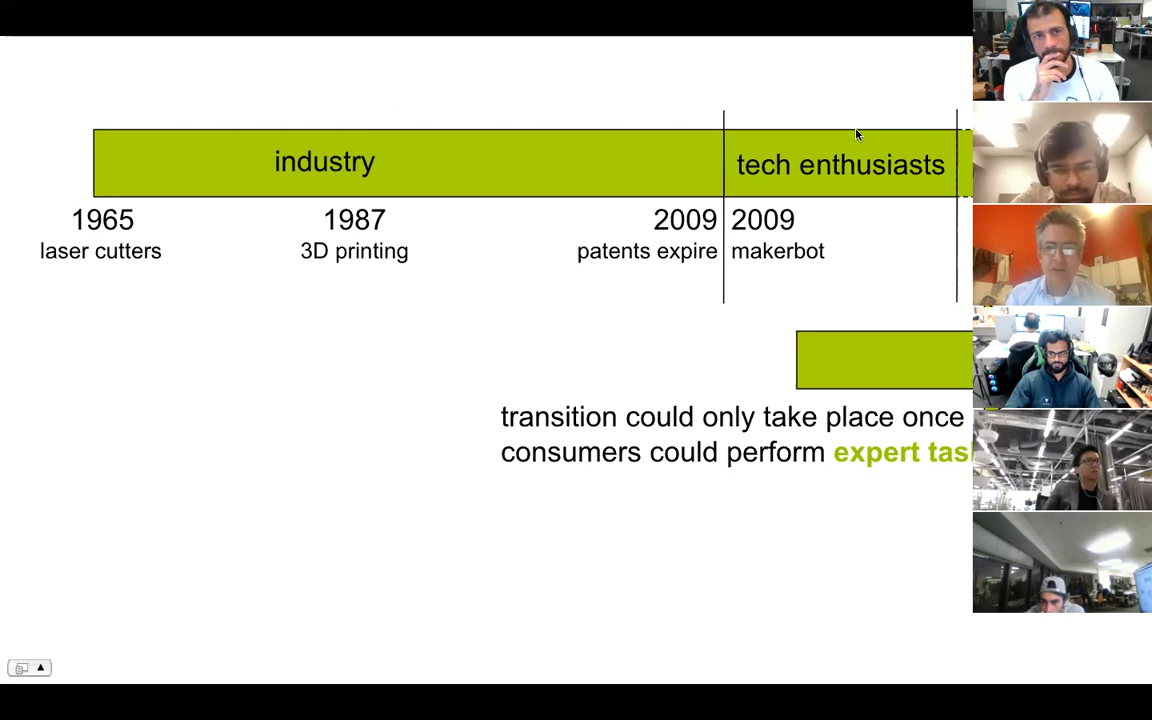 industry
tech enthusiasts
1965
1987
2009
2009
laser cutters
3D printing
patents expire
makerbot
transition could only take place once
consumers could perform expert tas